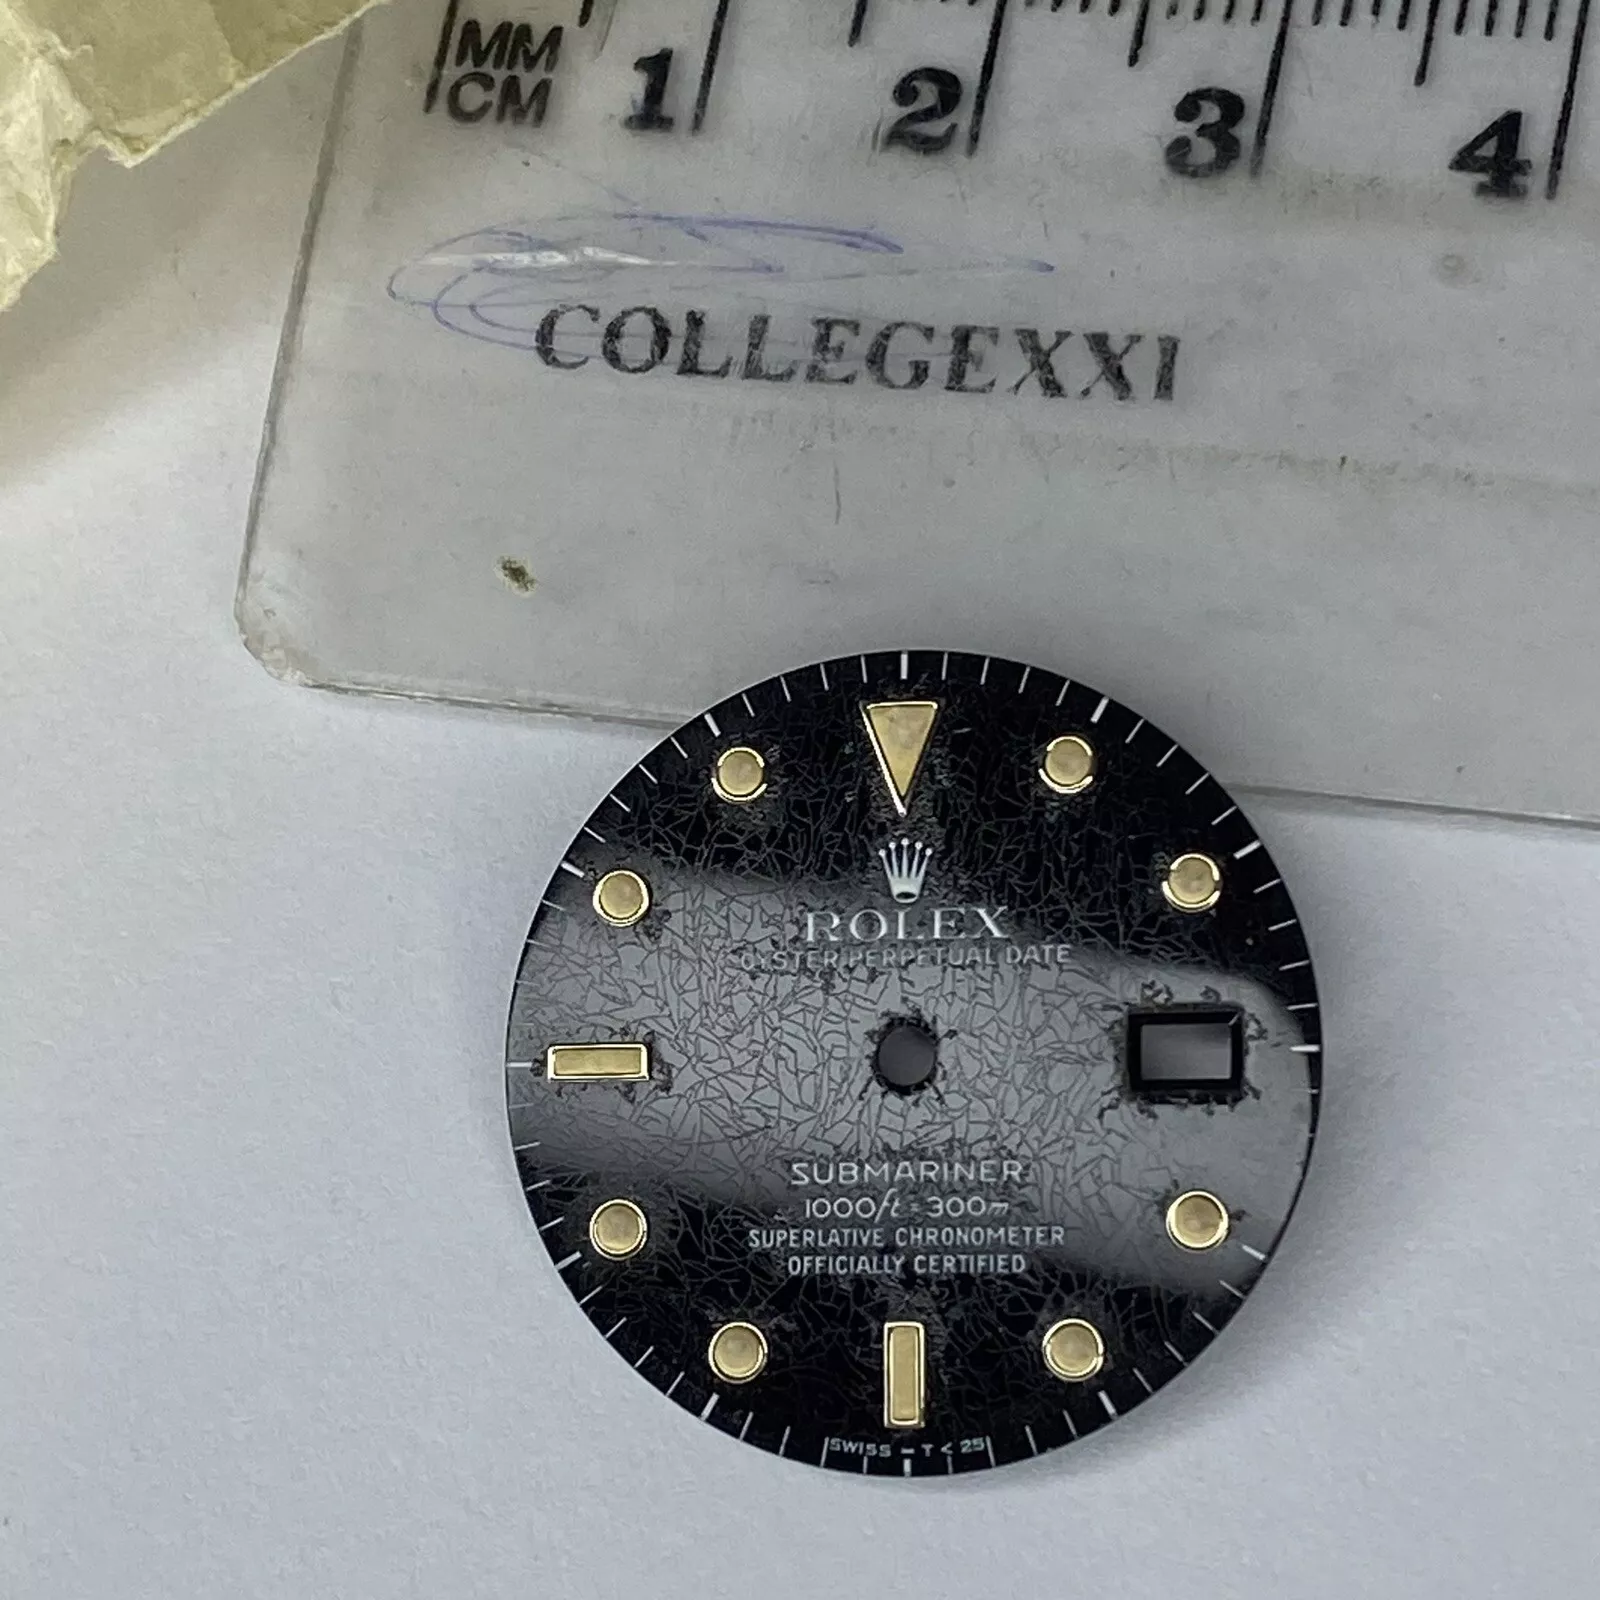 MM
CM
1 2 3 4
COLLEGEXXI
ROLEX
OYSTER PERPETUAL DATE
SUBMARINER
1000ft = 300m
SUPERLATIVE CHRONOMETER
OFFICIALLY CERTIFIED
SWISS - T < 25